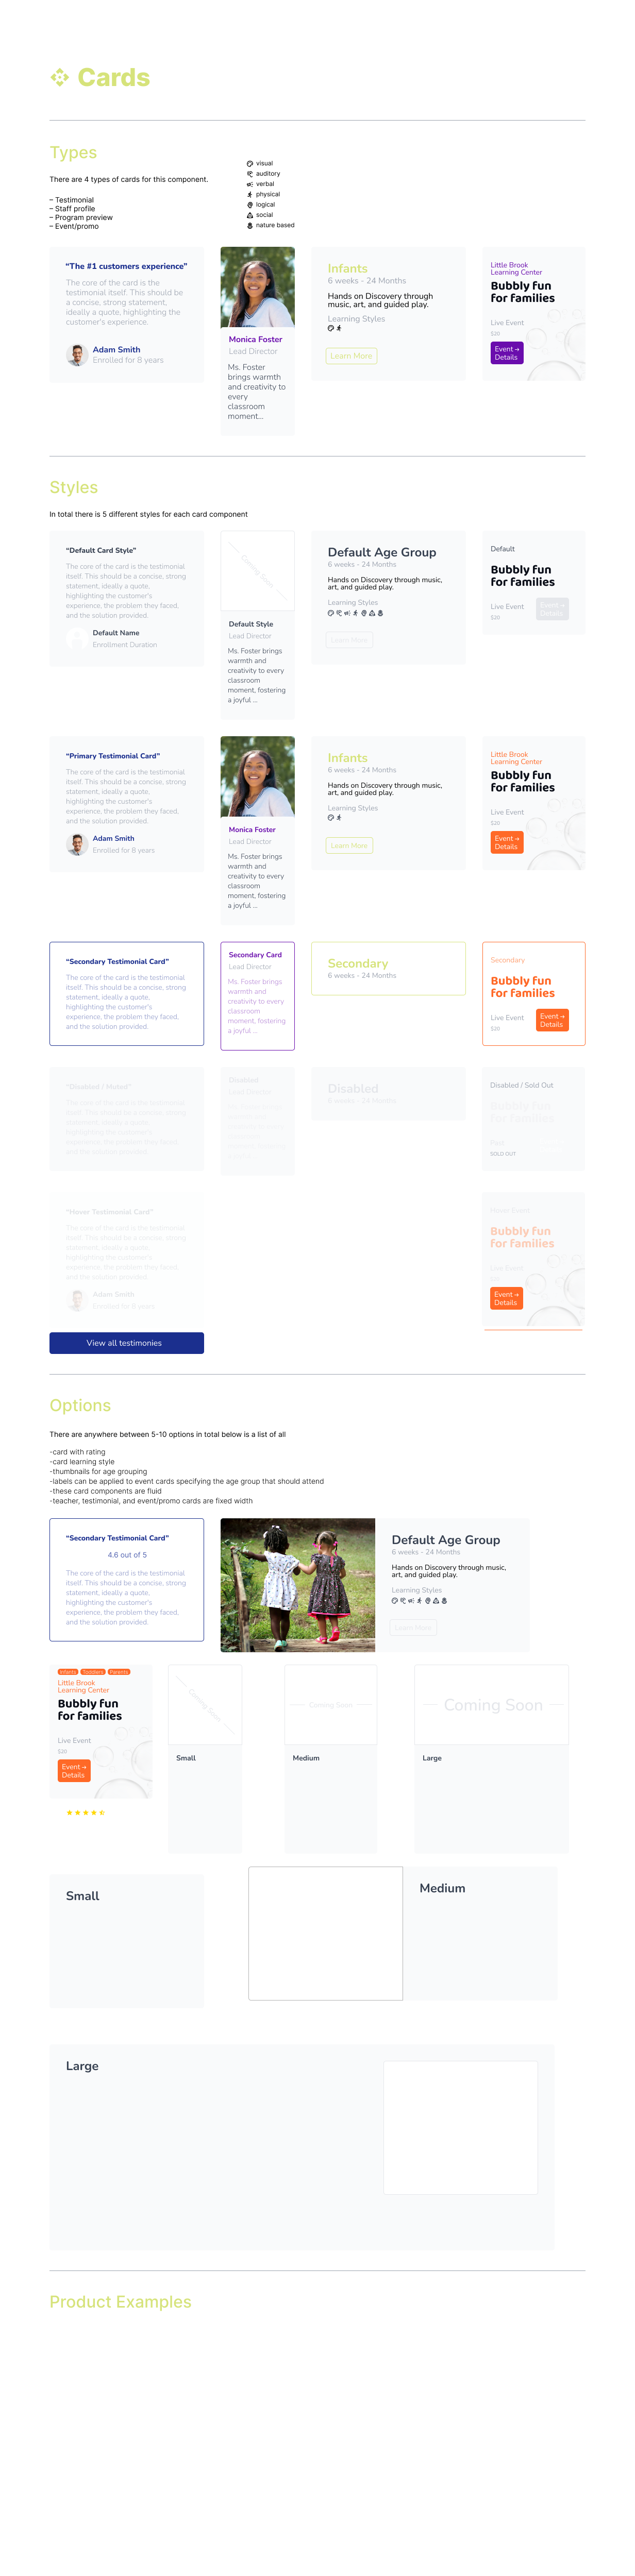 Cards
Types
There are 4 types of cards for this component.
– Testimonial
– Staff profile
– Program preview
– Event/promo
visual
auditory
verbal
physical
logical
social
nature based
“The #1 customers experience”
The core of the card is the
testimonial itself. This should be
a concise, strong statement,
ideally a quote, highlighting the
customer's experience.
Adam Smith
Enrolled for 8 years
Monica Foster
Lead Director
Ms. Foster
brings warmth
and creativity to
every
classroom
moment...
Infants
6 weeks - 24 Months
Hands on Discovery through
music, art, and guided play.
Learning Styles
Learn More
Little Brook
Learning Center
Bubbly fun
for families
Live Event
$20
Event →
Details
Styles
In total there is 5 different styles for each card component
“Default Card Style”
The core of the card is the testimonial
itself. This should be a concise, strong
statement, ideally a quote,
highlighting the customer's
experience, the problem they faced,
and the solution provided.
Default Name
Enrollment Duration
Coming Soon
Default Style
Lead Director
Ms. Foster brings
warmth and
creativity to every
classroom
moment, fostering
a joyful ...
Default Age Group
6 weeks - 24 Months
Hands on Discovery through music,
art, and guided play.
Learning Styles
Learn More
Default
Bubbly fun
for families
Live Event
$20
Event →
Details
“Primary Testimonial Card”
The core of the card is the testimonial
itself. This should be a concise, strong
statement, ideally a quote,
highlighting the customer's
experience, the problem they faced,
and the solution provided.
Adam Smith
Enrolled for 8 years
Monica Foster
Lead Director
Ms. Foster brings
warmth and
creativity to every
classroom
moment, fostering
a joyful ...
Infants
6 weeks - 24 Months
Hands on Discovery through music,
art, and guided play.
Learning Styles
Learn More
Little Brook
Learning Center
Bubbly fun
for families
Live Event
$20
Event →
Details
“Secondary Testimonial Card”
The core of the card is the testimonial
itself. This should be a concise, strong
statement, ideally a quote,
highlighting the customer's
experience, the problem they faced,
and the solution provided.
Secondary Card
Lead Director
Ms. Foster brings
warmth and
creativity to every
classroom
moment, fostering
a joyful ...
Secondary
6 weeks - 24 Months
Secondary
Bubbly fun
for families
Live Event
$20
Event →
Details
“Disabled / Muted”
The core of the card is the testimonial
itself. This should be a concise, strong
statement, ideally a quote,
highlighting the customer's
experience, the problem they faced,
and the solution provided.
Disabled
Lead Director
Disabled
6 weeks - 24 Months
Disabled / Sold Out
Bubbly fun
for families
SOLD OUT
“Hover Testimonial Card”
The core of the card is the testimonial
itself. This should be a concise, strong
statement, ideally a quote,
highlighting the customer's
experience, the problem they faced,
and the solution provided.
Adam Smith
Enrolled for 8 years
View all testimonies
Hover Event
Bubbly fun
for families
Live Event
Event →
Details
Options
There are anywhere between 5-10 options in total below is a list of all
-card with rating
-card learning style
-thumbnails for age grouping
-labels can be applied to event cards specifying the age group that should attend
-these card components are fluid
-teacher, testimonial, and event/promo cards are fixed width
“Secondary Testimonial Card”
4.6 out of 5
The core of the card is the testimonial
itself. This should be a concise, strong
statement, ideally a quote,
highlighting the customer's
experience, the problem they faced,
and the solution provided.
Default Age Group
6 weeks - 24 Months
Hands on Discovery through music,
art, and guided play.
Learning Styles
Learn More
Infants Toddlers Parents
Little Brook
Learning Center
Bubbly fun
for families
Live Event
$20
Event →
Details
Coming Soon
Small
Coming Soon
Medium
Coming Soon
Large
Small
Medium
Large
Product Examples